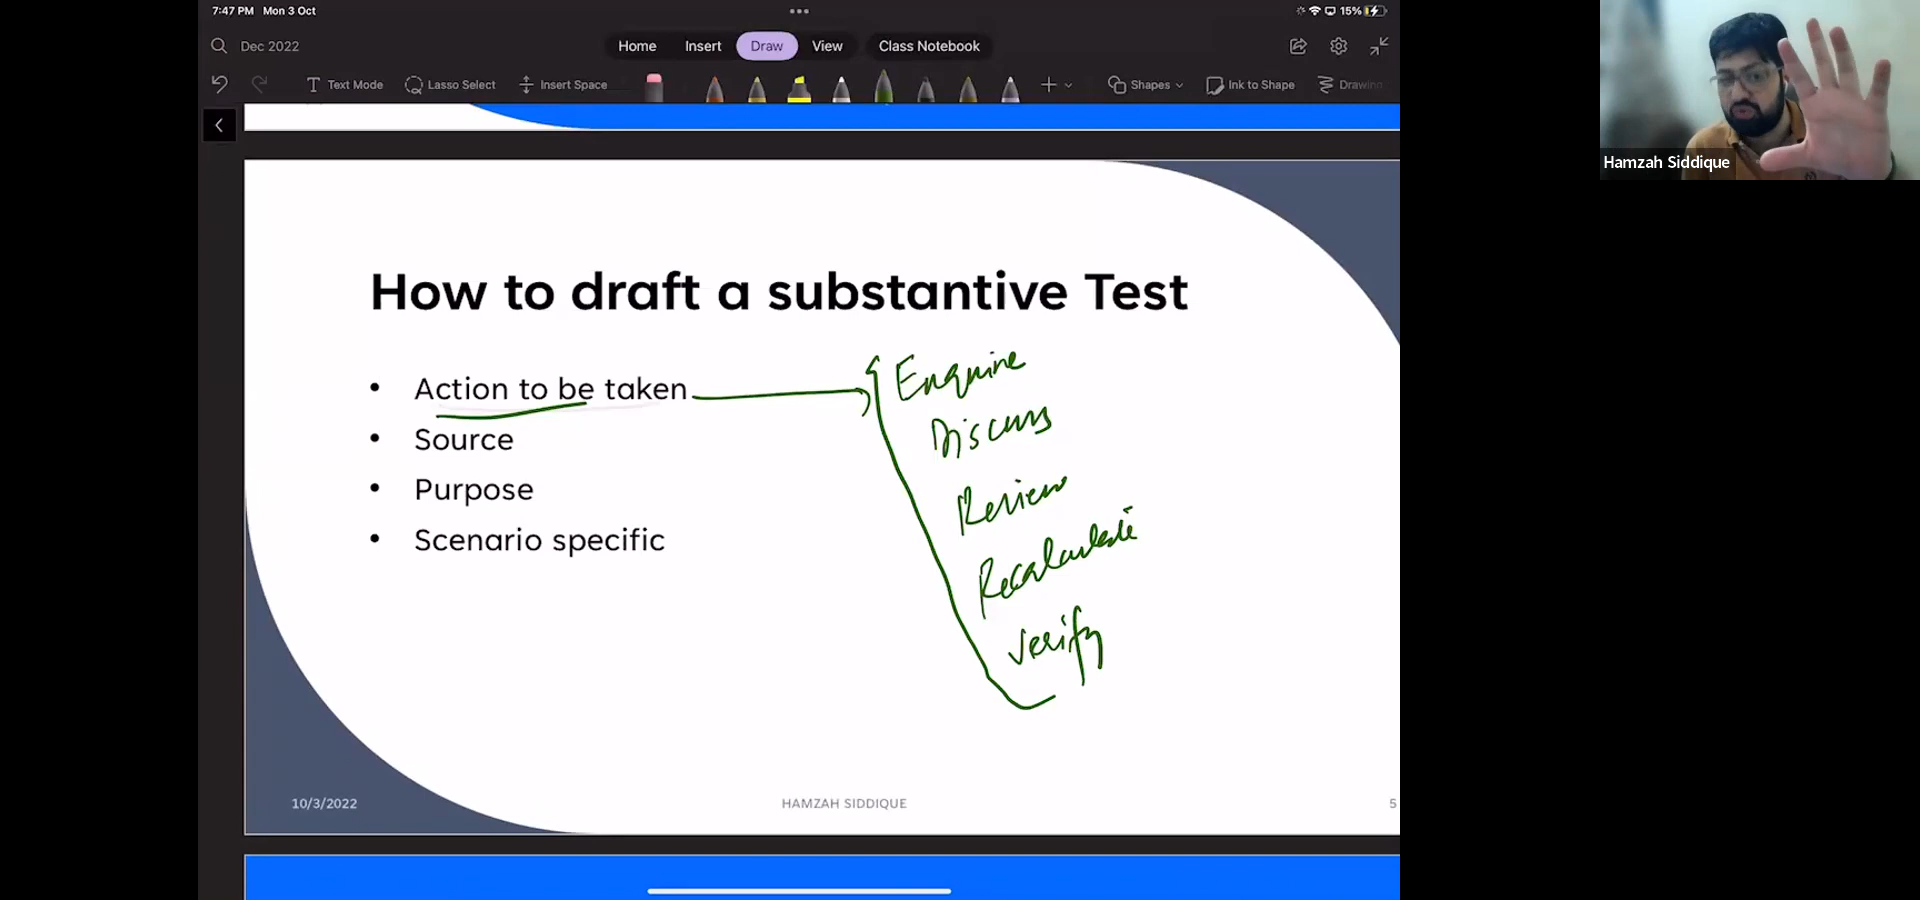 7:47 PM Mon 3 Oct
15%
Dec 2022
Home Insert Draw View Class Notebook
Text Mode Lasso Select Insert Space Shapes Ink to Shape Drawing
Hamzah Siddique
How to draft a substantive Test
• Action to be taken
• Source
• Purpose
• Scenario specific
Enquire
Discuss
Review
Recalculate
Verify
10/3/2022 HAMZAH SIDDIQUE 5